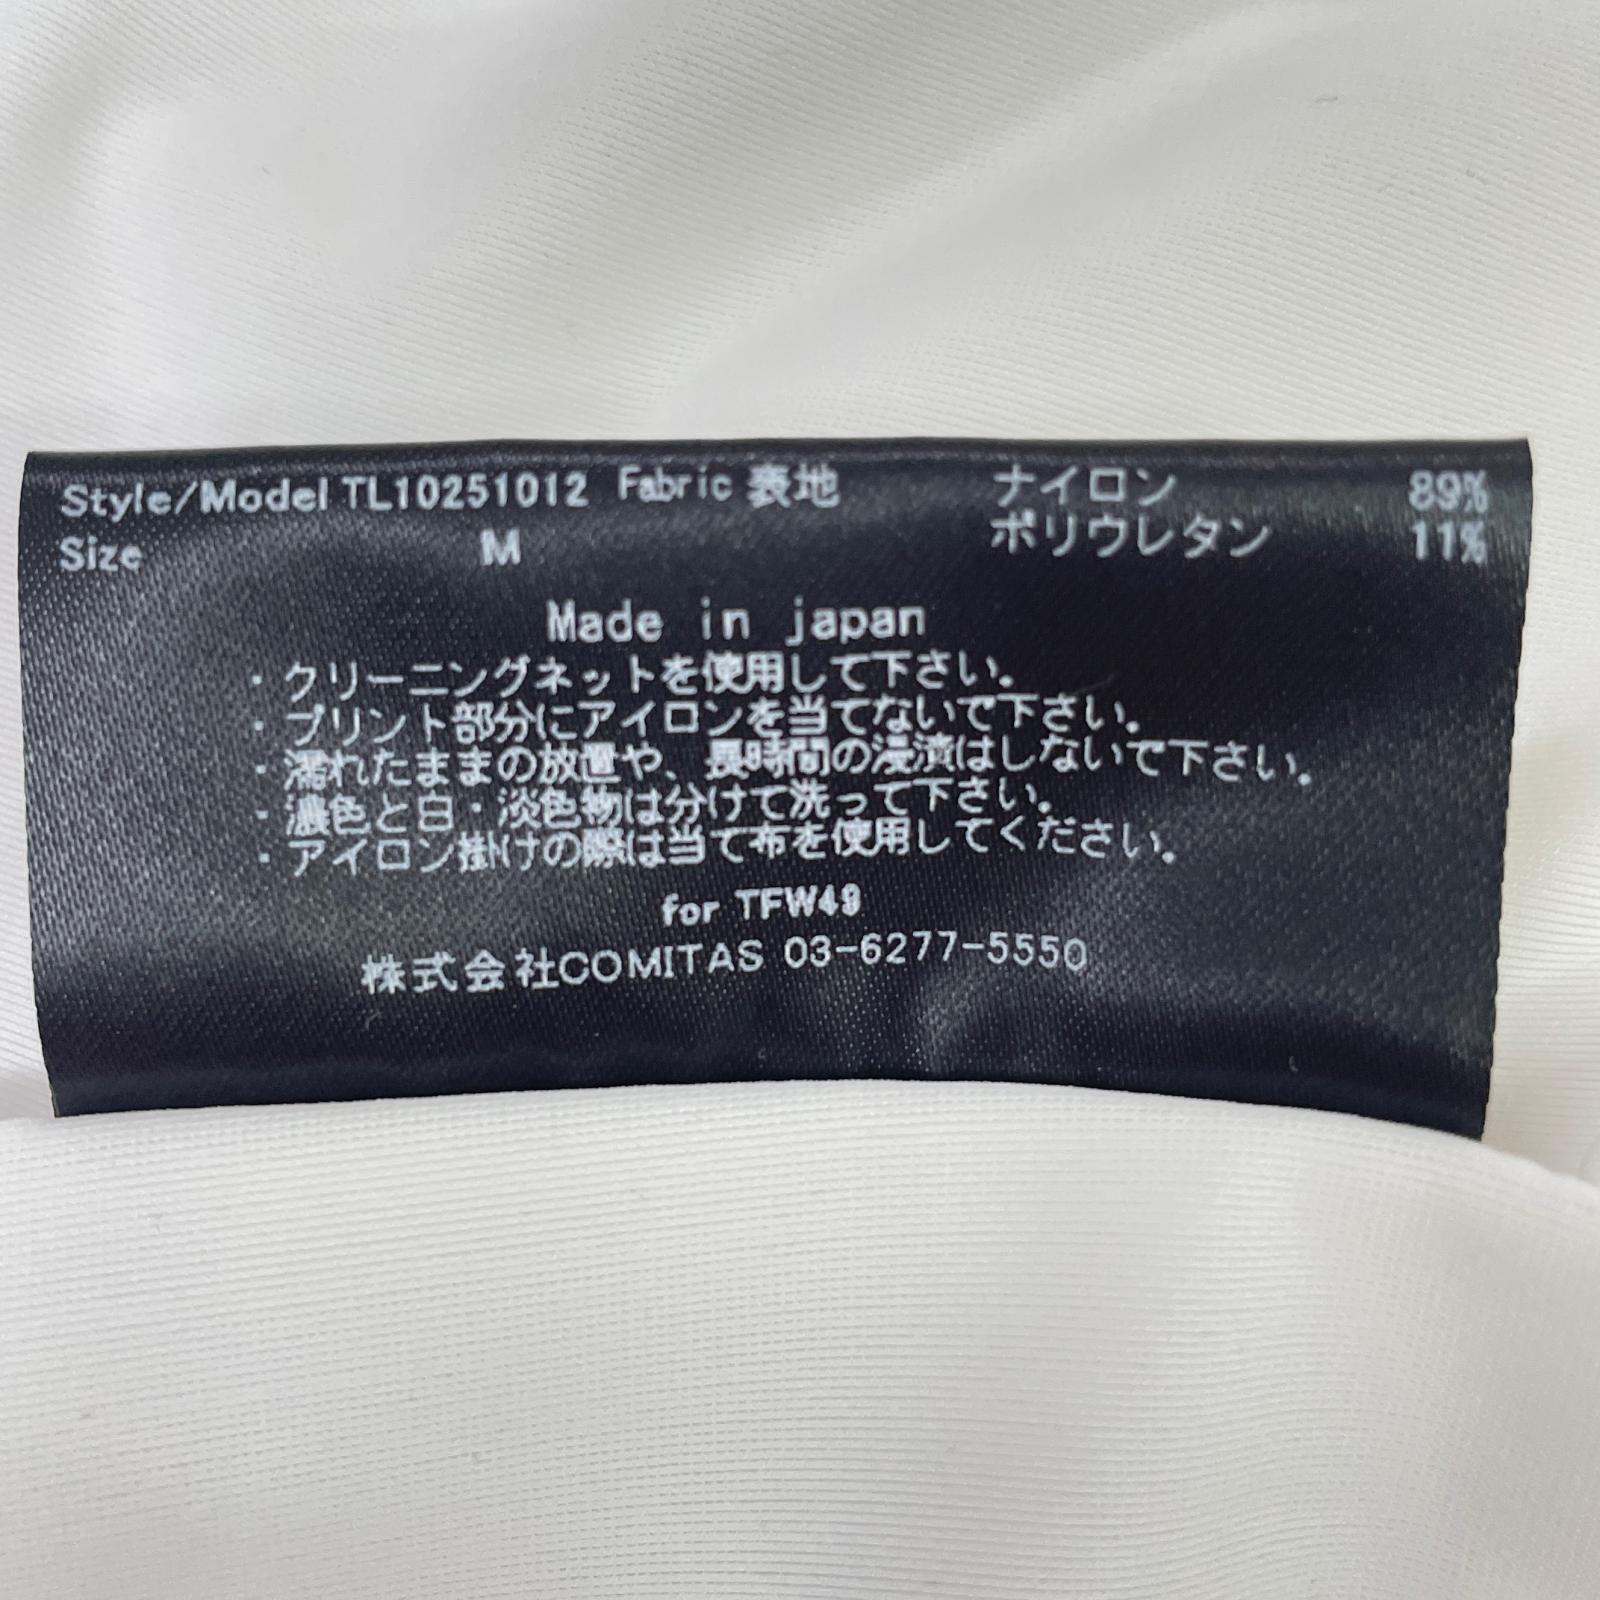 Style/Model TL10251012 Fabric 表地 ナイロン 89%
Size M ポリウレタン 11%
Made in japan
・クリーニングネットを使用して下さい。
・プリント部分にアイロンを当てないで下さい。
・濡れたままの放置や、長時間の浸漬はしないで下さい。
・濃色と白・淡色物は分けて洗って下さい。
・アイロン掛けの際は当て布を使用してください。
for TFW49
株式会社COMITAS 03-6277-5550